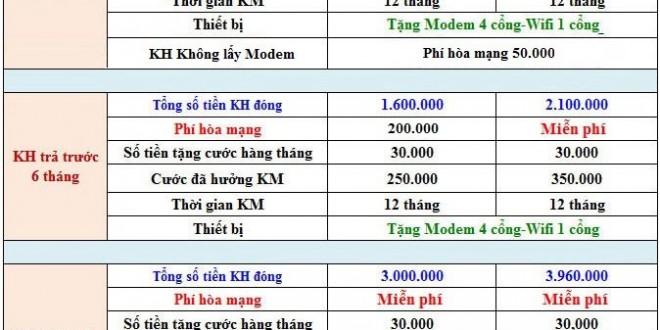 Thời gian KM 12 tháng 12 tháng
Thiết bị Tặng Modem 4 cổng-Wifi 1 cổng
KH Không lấy Modem Phí hòa mạng 50.000
KH trả trước
6 tháng
Tổng số tiền KH đóng 1.600.000 2.100.000
Phí hòa mạng 200.000 Miễn phí
Số tiền tặng cước hàng tháng 30.000 30.000
Cước đã hưởng KM 250.000 350.000
Thời gian KM 12 tháng 12 tháng
Thiết bị Tặng Modem 4 cổng-Wifi 1 cổng
Tổng số tiền KH đóng 3.000.000 3.960.000
Phí hòa mạng Miễn phí Miễn phí
Số tiền tặng cước hàng tháng 30.000 30.000